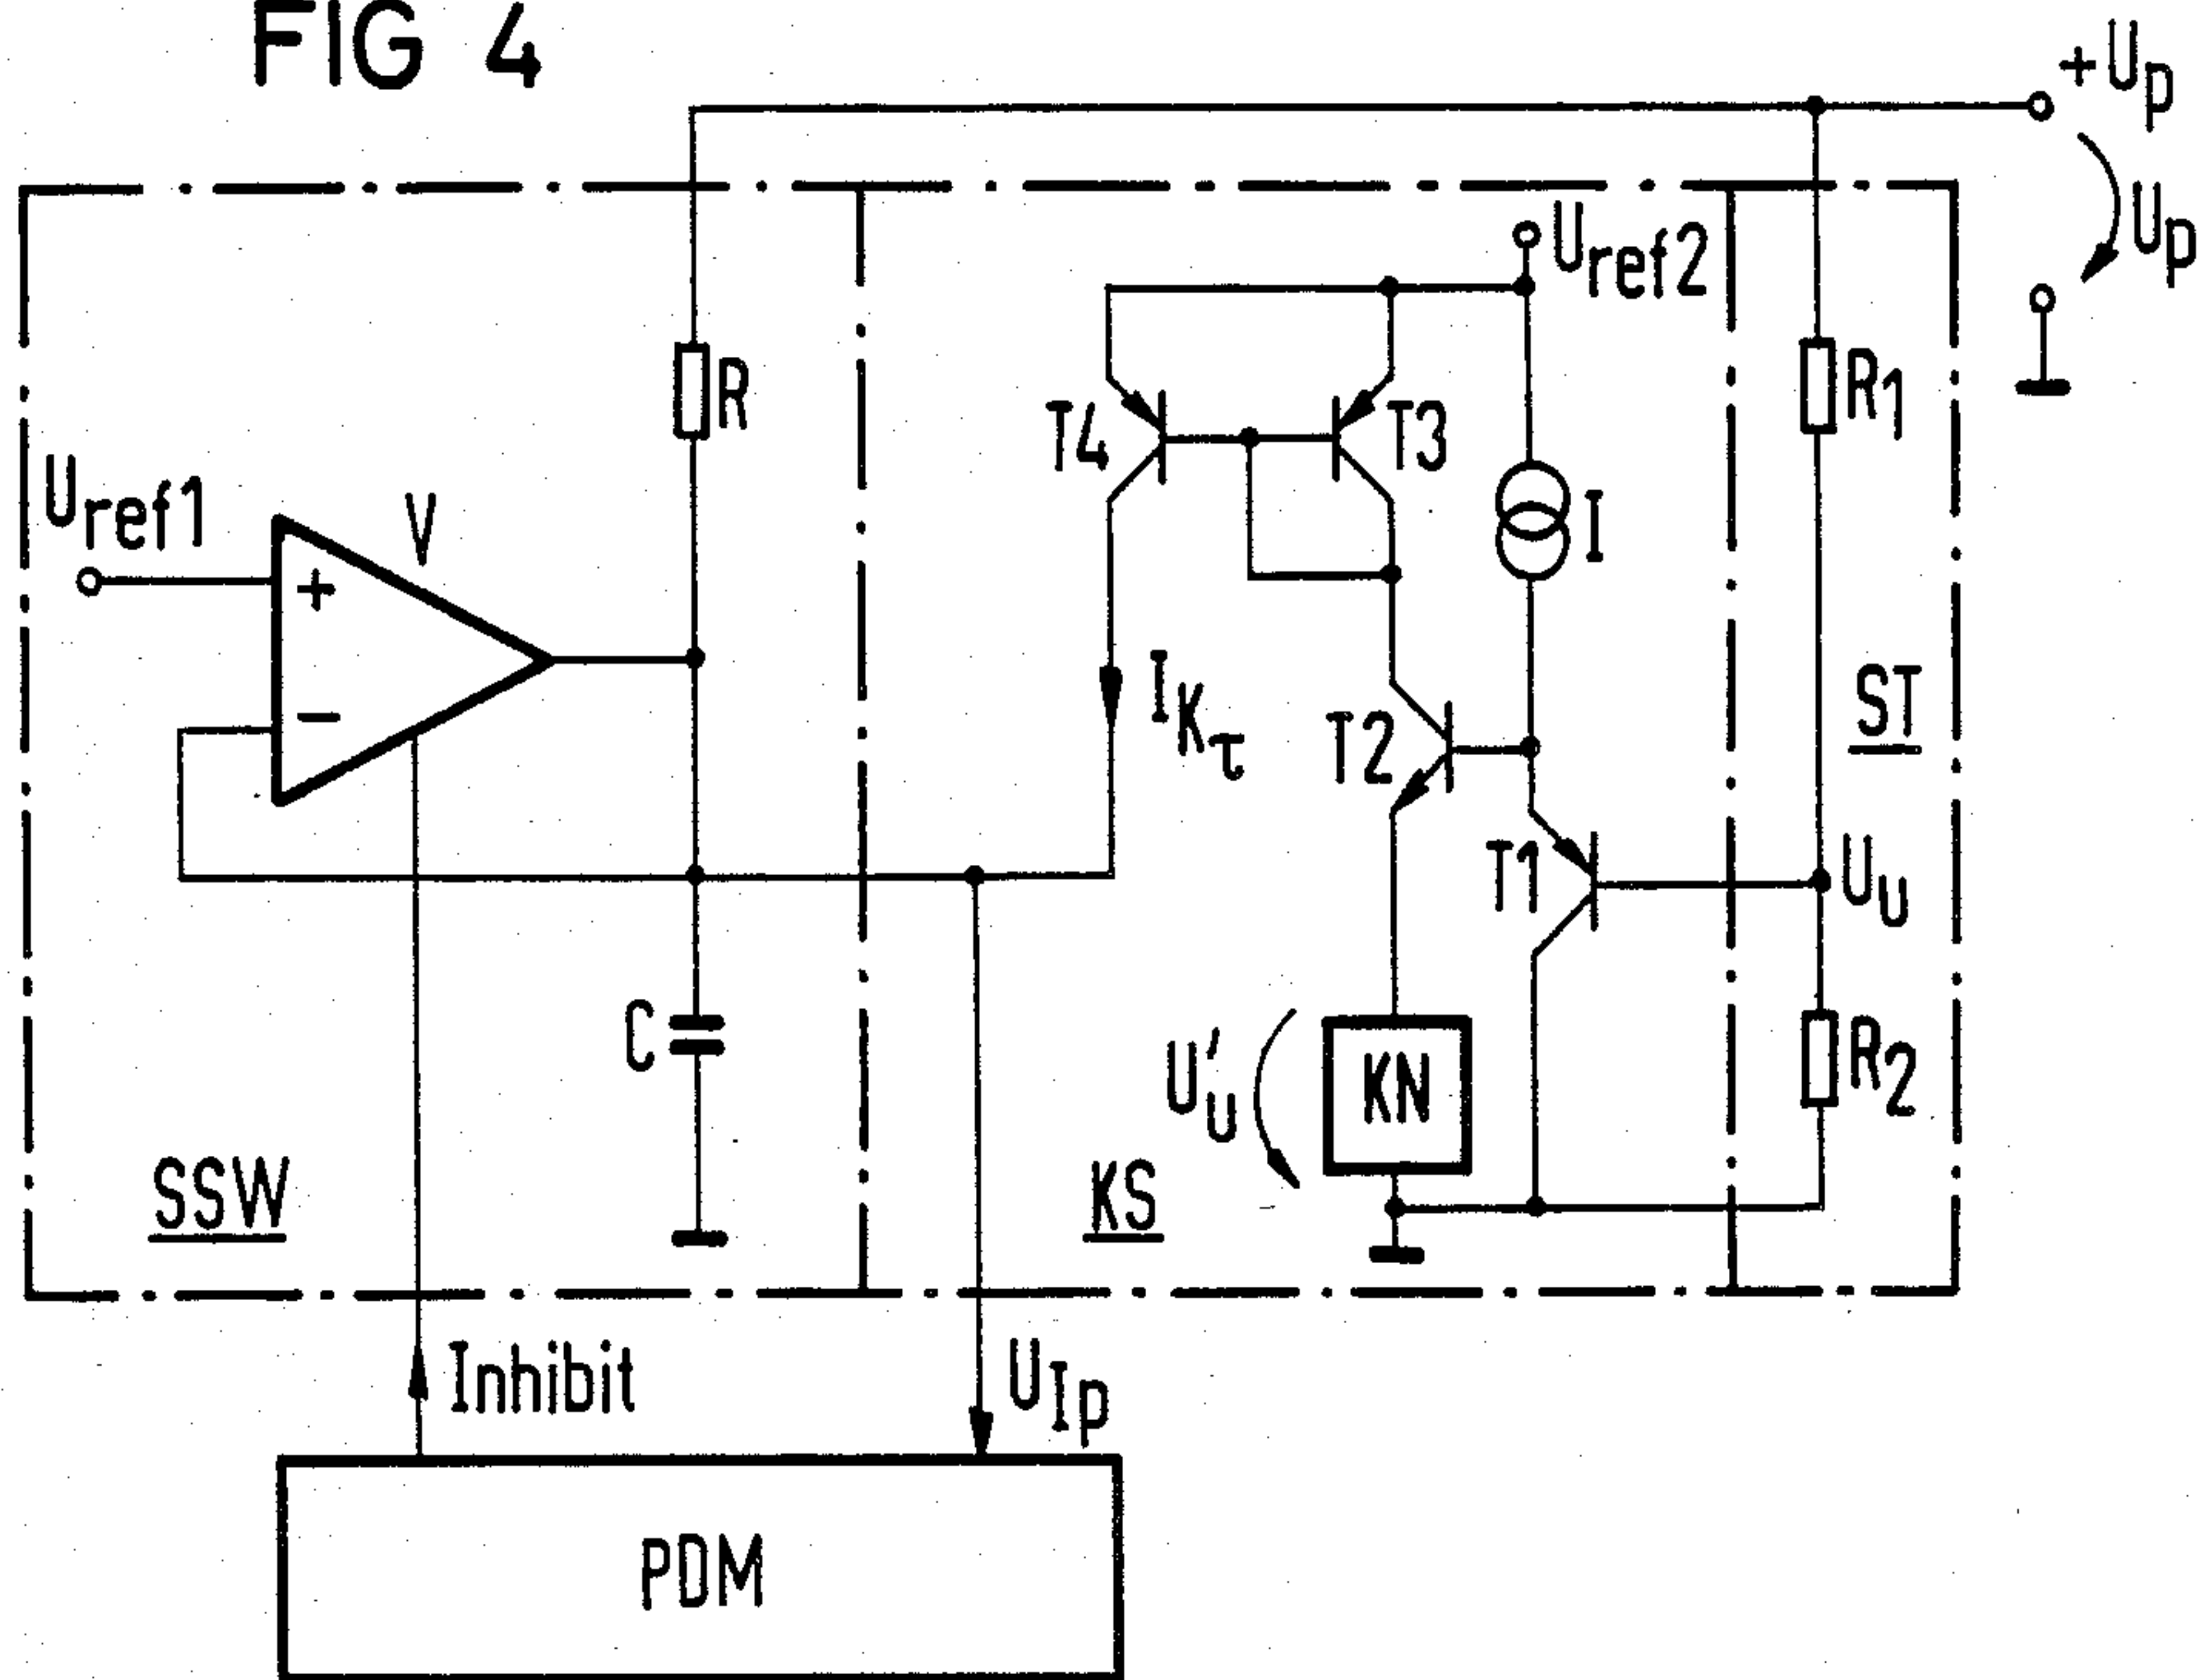 FIG 4
+Up
Up
Uref2
R
R1
T4
T3
Uref1
V
I
+
−
IKτ
ST
T2
T1
Uu
C
U'u
KN
R2
SSW
KS
Inhibit
UIp
PDM